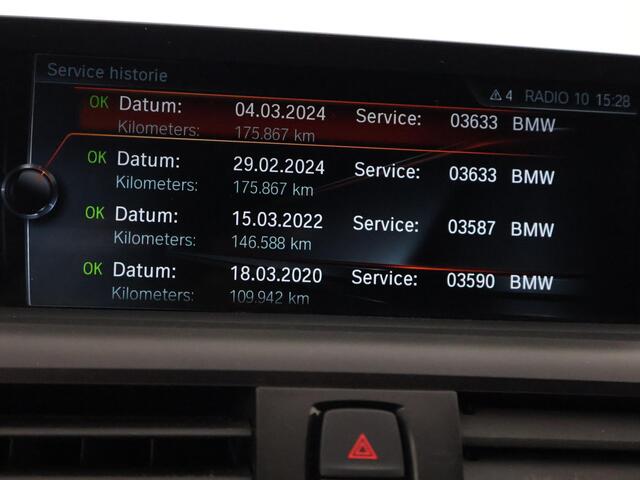 Service historie
4 RADIO 10 15:28
OK Datum: 04.03.2024 Service: 03633 BMW
Kilometers: 175.867 km
OK Datum: 29.02.2024 Service: 03633 BMW
Kilometers: 175.867 km
OK Datum: 15.03.2022 Service: 03587 BMW
Kilometers: 146.588 km
OK Datum: 18.03.2020 Service: 03590 BMW
Kilometers: 109.942 km